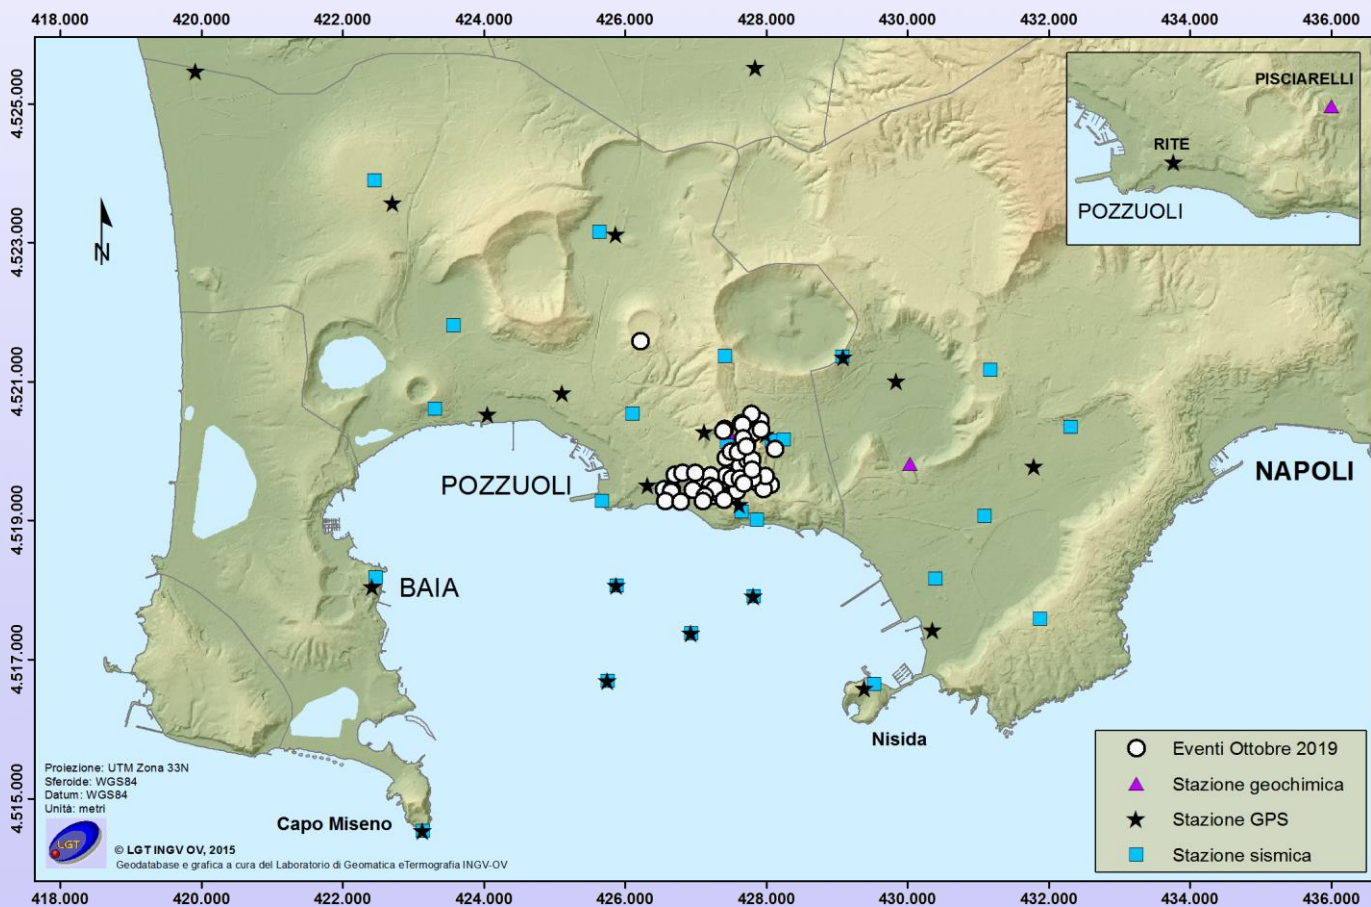 418.000 420.000 422.000 424.000 426.000 428.000 430.000 432.000 434.000 436.000
4.525.000
4.523.000
4.521.000
4.519.000
4.517.000
4.515.000
N
PISCIARELLI
RITE
POZZUOLI
POZZUOLI
NAPOLI
BAIA
Nisida
Capo Miseno
Eventi Ottobre 2019
Stazione geochimica
Stazione GPS
Stazione sismica
Proiezione: UTM Zona 33N
Sferoide: WGS84
Datum: WGS84
Unità: metri
LGT
© LGT INGV OV, 2015
Geodatabase e grafica a cura del Laboratorio di Geomatica eTermografia INGV-OV
418.000 420.000 422.000 424.000 426.000 428.000 430.000 432.000 434.000 436.000